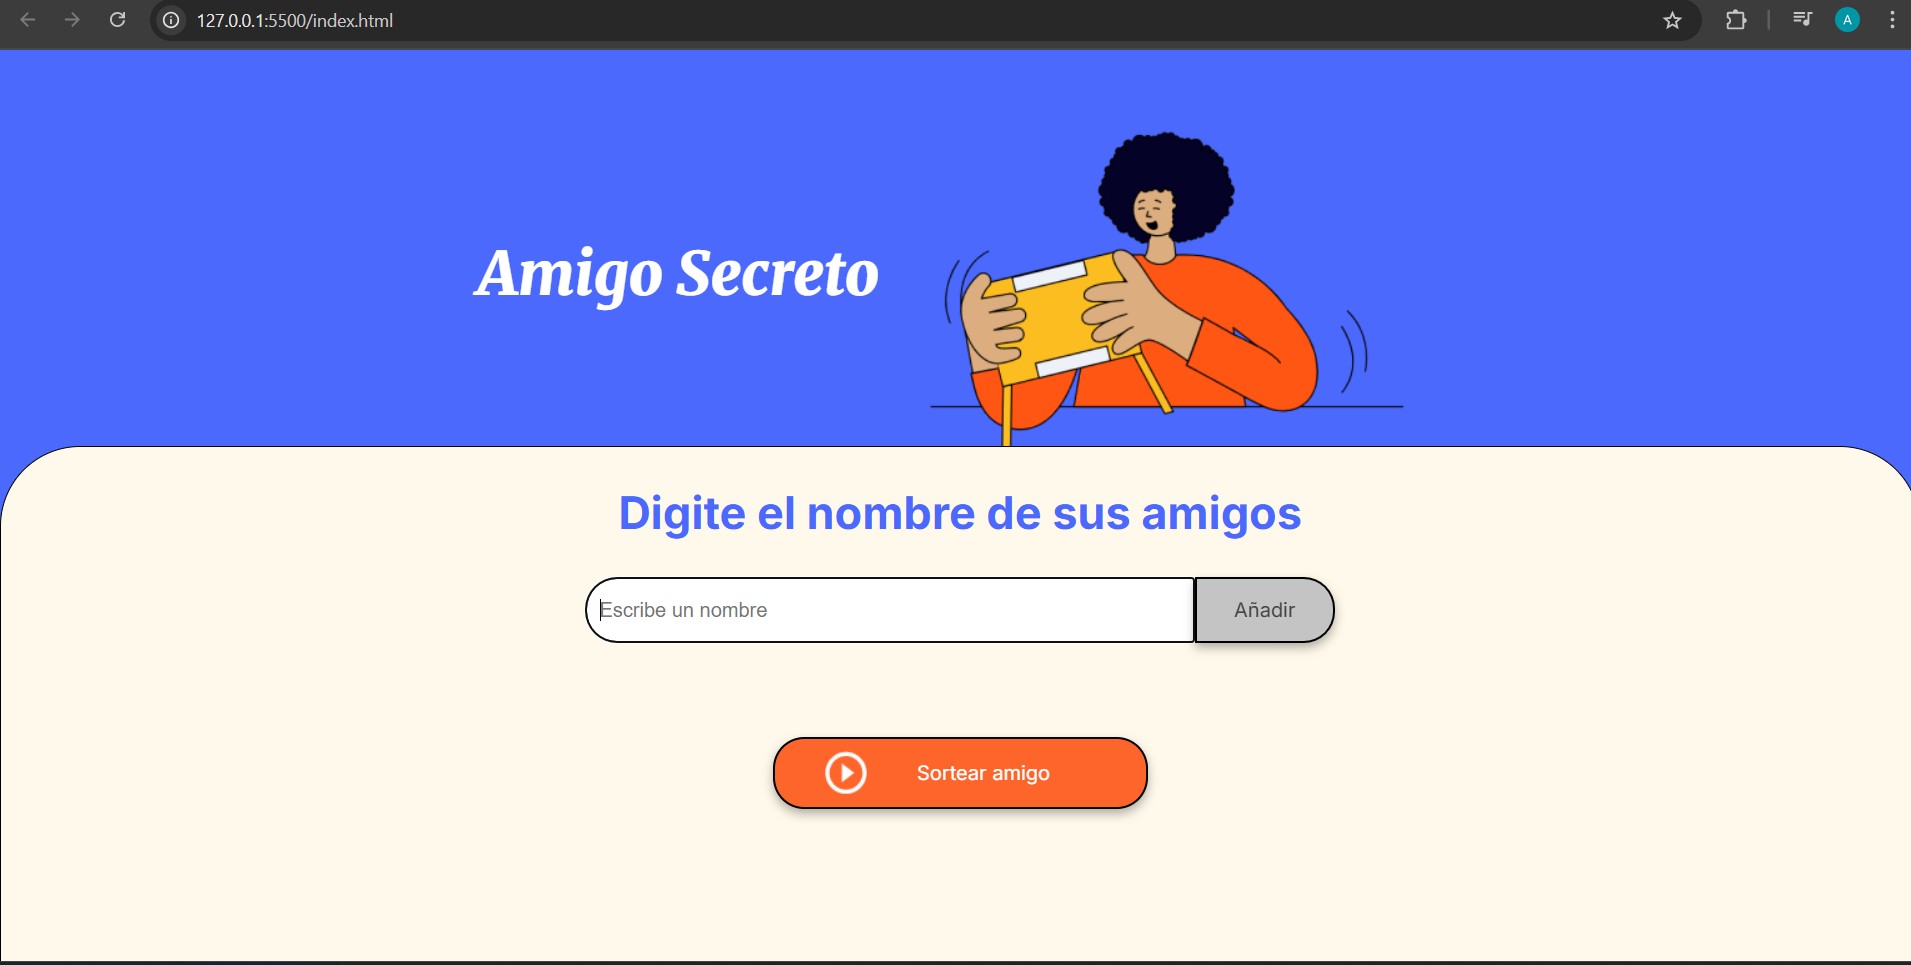 127.0.0.1:5500/index.html
A
Amigo Secreto
Digite el nombre de sus amigos
Escribe un nombre
Añadir
Sortear amigo